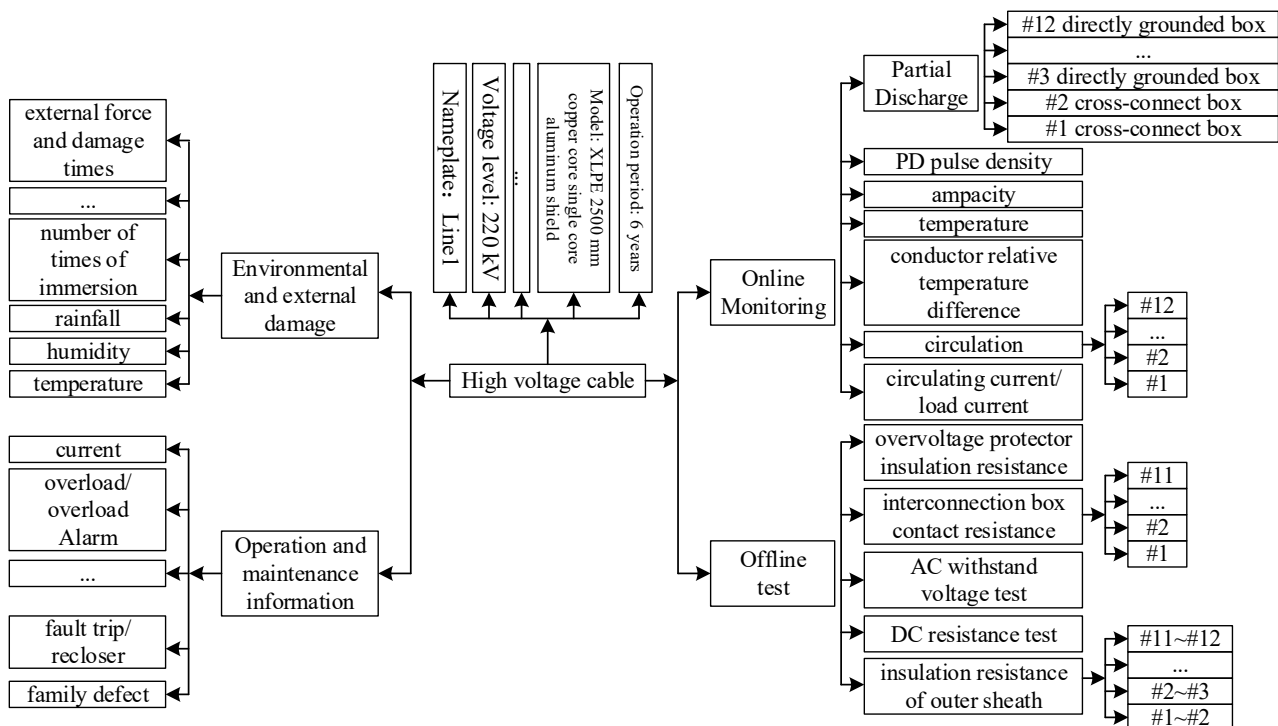 external force
and damage
times
...
number of
times of
immersion
rainfall
humidity
temperature
Environmental
and external
damage
current
overload/
overload
Alarm
...
fault trip/
recloser
family defect
Operation and
maintenance
information
Nameplate：Line1
Voltage level: 220 kV
...
Model: XLPE 2500 mm
copper core single core
aluminum shield
Operation period: 6 years
High voltage cable
Online
Monitoring
Partial
Discharge
#12 directly grounded box
...
#3 directly grounded box
#2 cross-connect box
#1 cross-connect box
PD pulse density
ampacity
temperature
conductor relative
temperature
difference
circulation
#12
...
#2
#1
circulating current/
load current
Offline
test
overvoltage protector
insulation resistance
interconnection box
contact resistance
#11
...
#2
#1
AC withstand
voltage test
DC resistance test
insulation resistance
of outer sheath
#11~#12
...
#2~#3
#1~#2